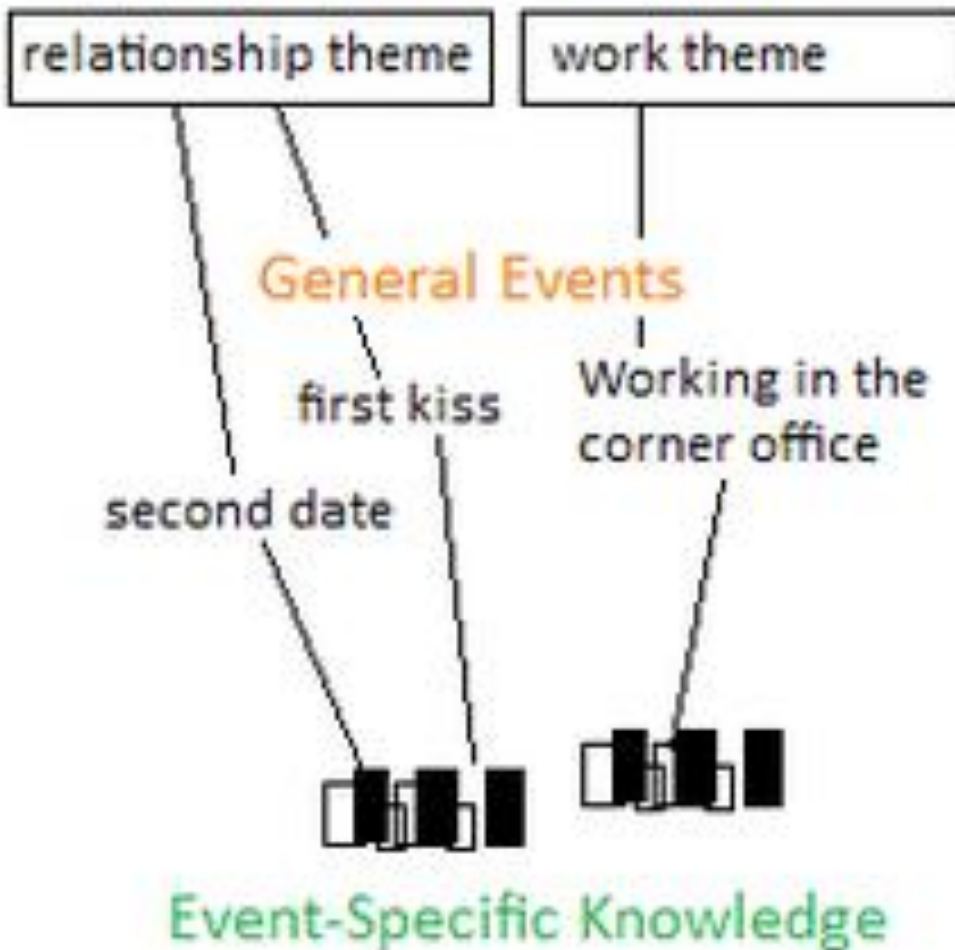 relationship theme
work theme
General Events
first kiss
Working in the
corner office
second date
Event-Specific Knowledge